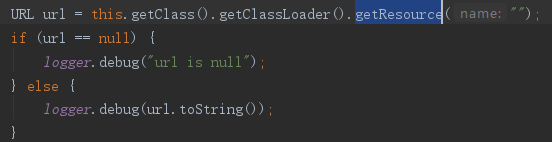 URL url = this.getClass().getClassLoader().getResource( name: "");
if (url == null) {
    logger.debug("url is null");
} else {
    logger.debug(url.toString());
}